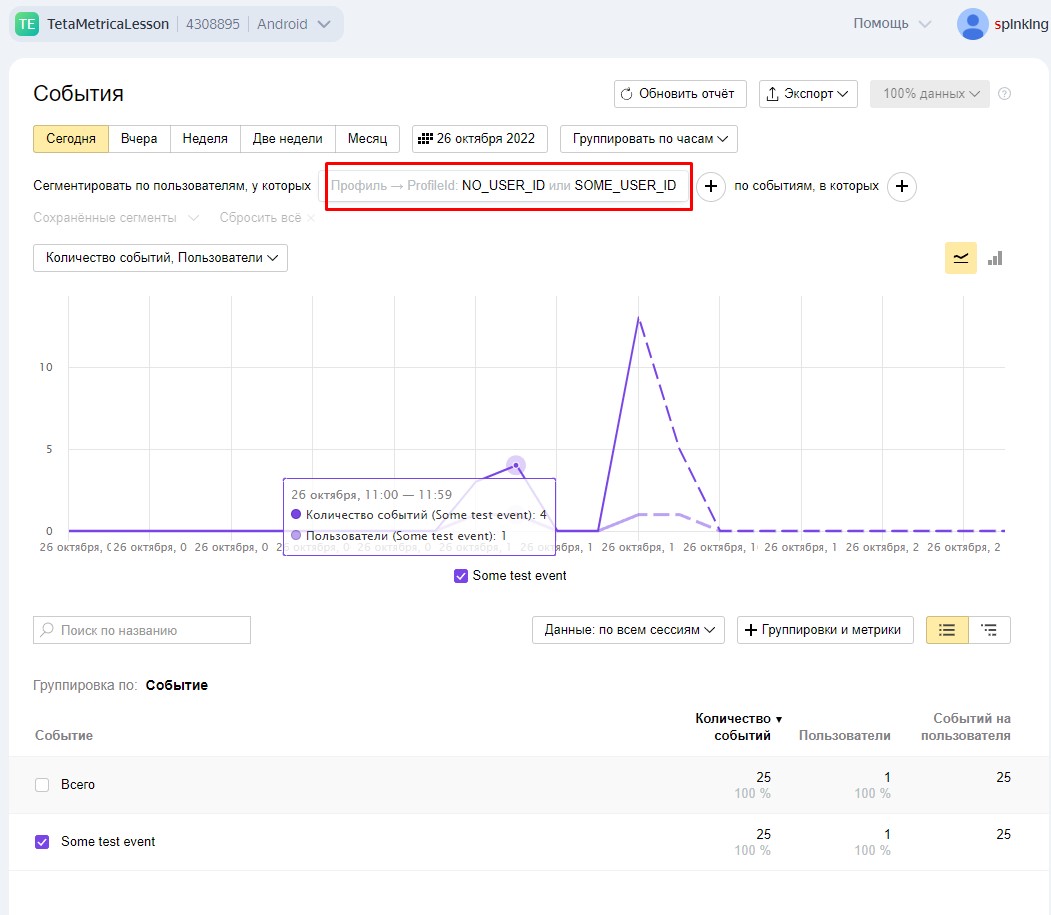 TE TetaMetricaLesson 4308895 Android Помощь spinking
События Обновить отчёт Экспорт 100% данных ?
Сегодня Вчера Неделя Две недели Месяц 26 октября 2022 Группировать по часам
Сегментировать по пользователям, у которых Профиль → ProfileId: NO_USER_ID или SOME_USER_ID + по событиям, в которых +
Сохранённые сегменты Сбросить всё ×
Количество событий, Пользователи
10
5
0
26 октября, 11:00 — 11:59
Количество событий (Some test event): 4
Пользователи (Some test event): 1
26 октября, 0 26 октября, 0 26 октября, 0 26 октября, 0 26 октября, 0 26 октября, 1 26 октября, 1 26 октября, 1 26 октября, 1 26 октября, 1 26 октября, 2 26 октября, 2
Some test event
Поиск по названию Данные: по всем сессиям + Группировки и метрики
Группировка по: Событие
Событие Количество событий ▼ Пользователи Событий на пользователя
Всего 25 1 25
100 % 100 %
Some test event 25 1 25
100 % 100 %